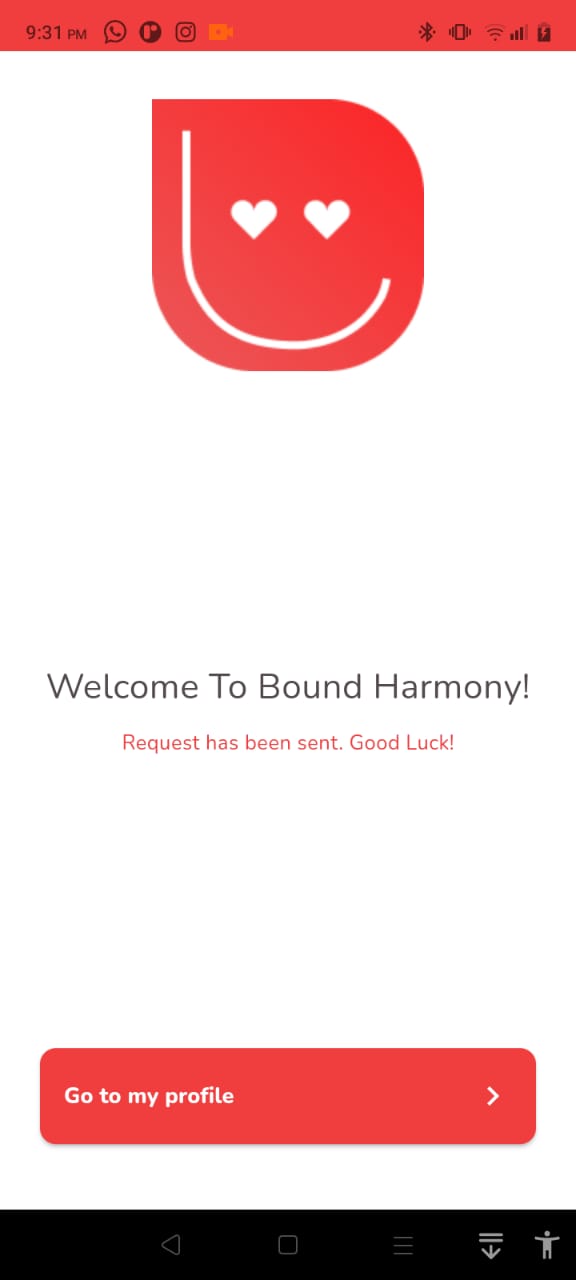 9:31 PM
Welcome To Bound Harmony!
Request has been sent. Good Luck!
Go to my profile